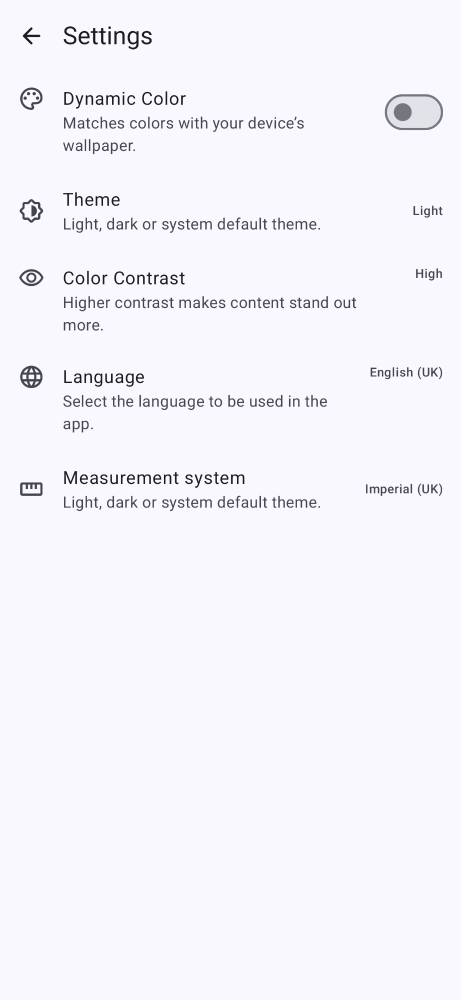 Settings
Dynamic Color
Matches colors with your device’s
wallpaper.
Theme
Light, dark or system default theme.
Light
Color Contrast
High
Higher contrast makes content stand out
more.
Language
English (UK)
Select the language to be used in the
app.
Measurement system
Light, dark or system default theme.
Imperial (UK)